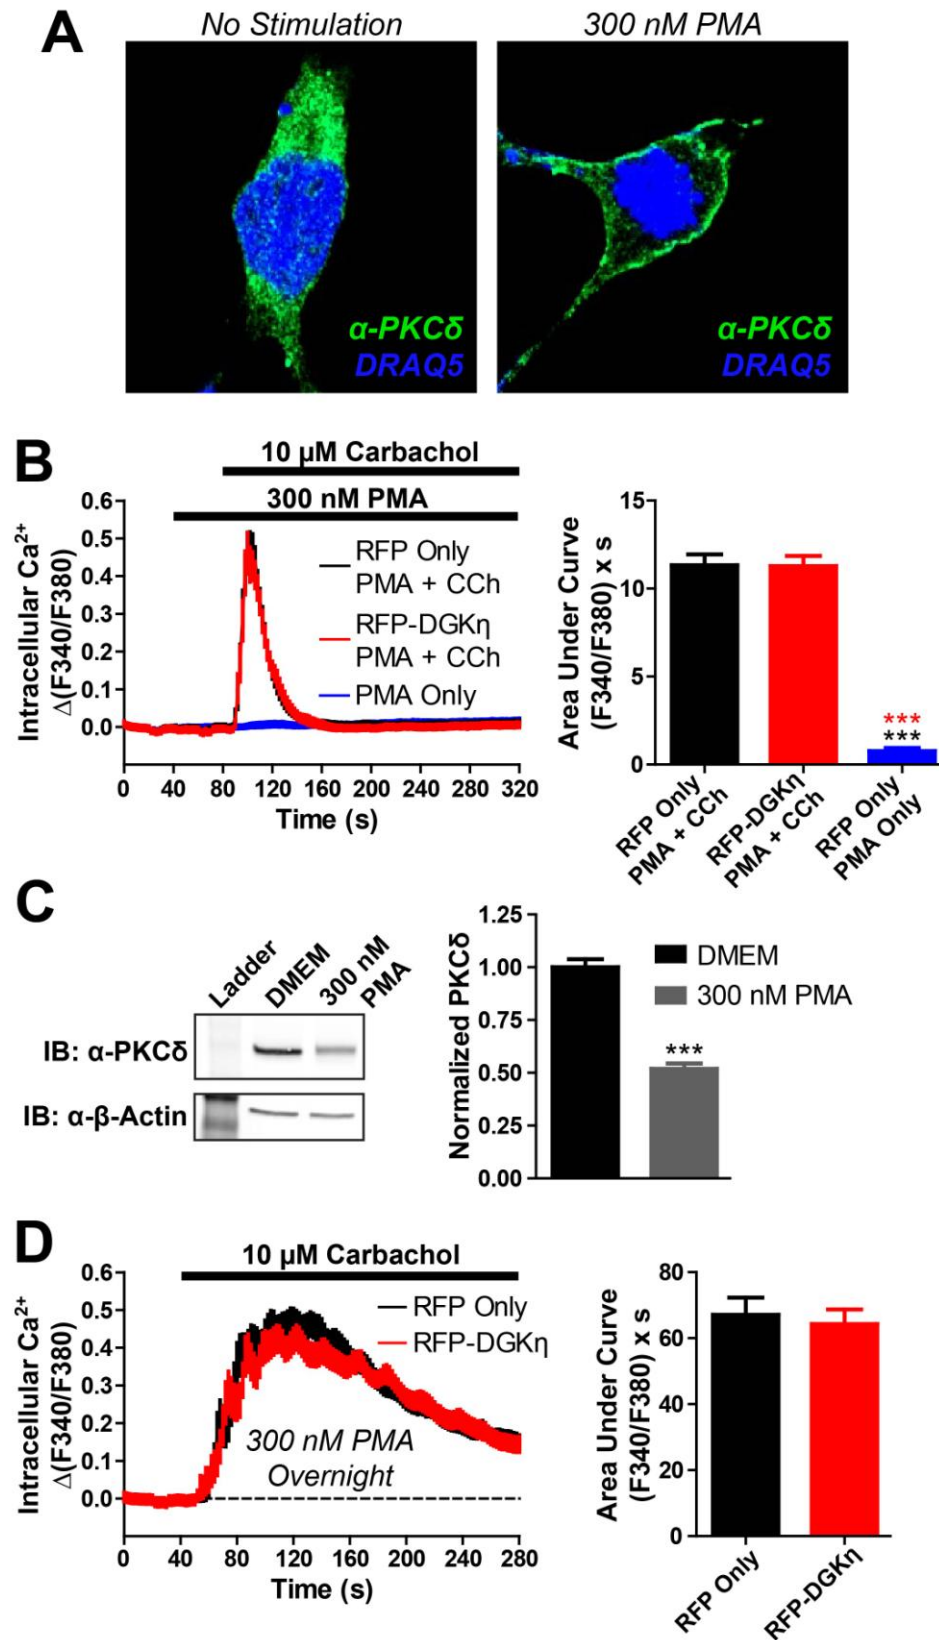 A
No Stimulation
300 nM PMA
α-PKCδ
DRAQ5
α-PKCδ
DRAQ5
B
10 µM Carbachol
300 nM PMA
Intracellular Ca²⁺
Δ(F340/F380)
0.6
0.5
0.4
0.3
0.2
0.1
0.0
0 40 80 120 160 200 240 280 320
Time (s)
RFP Only
PMA + CCh
RFP-DGKη
PMA + CCh
PMA Only
Area Under Curve
(F340/F380) x s
15
10
5
0
***
***
RFP Only
PMA + CCh
RFP-DGKη
PMA + CCh
RFP Only
PMA Only
C
Ladder
DMEM
300 nM
PMA
IB: α-PKCδ
IB: α-β-Actin
Normalized PKCδ
1.25
1.00
0.75
0.50
0.25
0.00
DMEM
300 nM PMA
***
D
10 µM Carbachol
Intracellular Ca²⁺
Δ(F340/F380)
0.6
0.5
0.4
0.3
0.2
0.1
0.0
0 40 80 120 160 200 240 280
Time (s)
RFP Only
RFP-DGKη
300 nM PMA
Overnight
Area Under Curve
(F340/F380) x s
80
60
40
20
0
RFP Only
RFP-DGKη